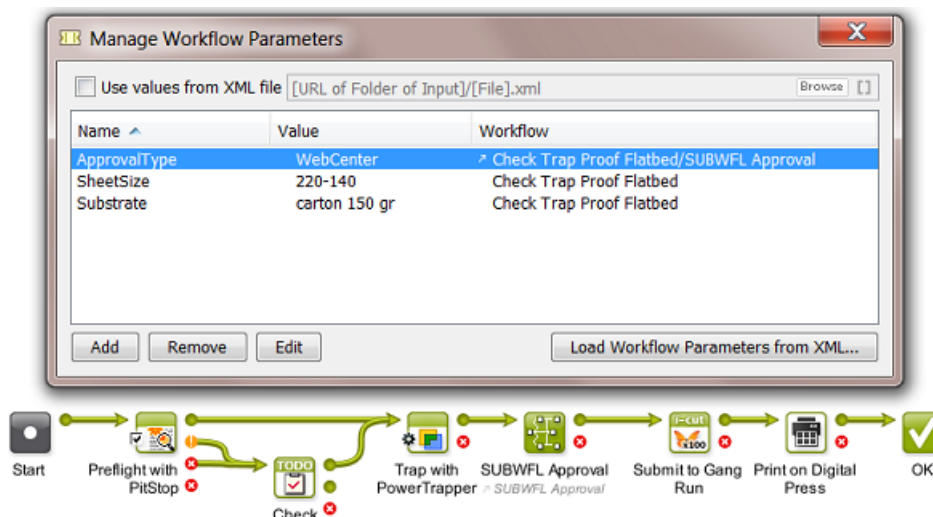 Manage Workflow Parameters
Use values from XML file [URL of Folder of Input]/[File].xml Browse []
Name Value Workflow
ApprovalType WebCenter Check Trap Proof Flatbed/SUBWFL Approval
SheetSize 220-140 Check Trap Proof Flatbed
Substrate carton 150 gr Check Trap Proof Flatbed
Add Remove Edit Load Workflow Parameters from XML...
i-cut
x100
TODO
Start Preflight with PitStop Trap with PowerTrapper SUBWFL Approval Submit to Gang Run Print on Digital Press OK
SUBWFL Approval
Check